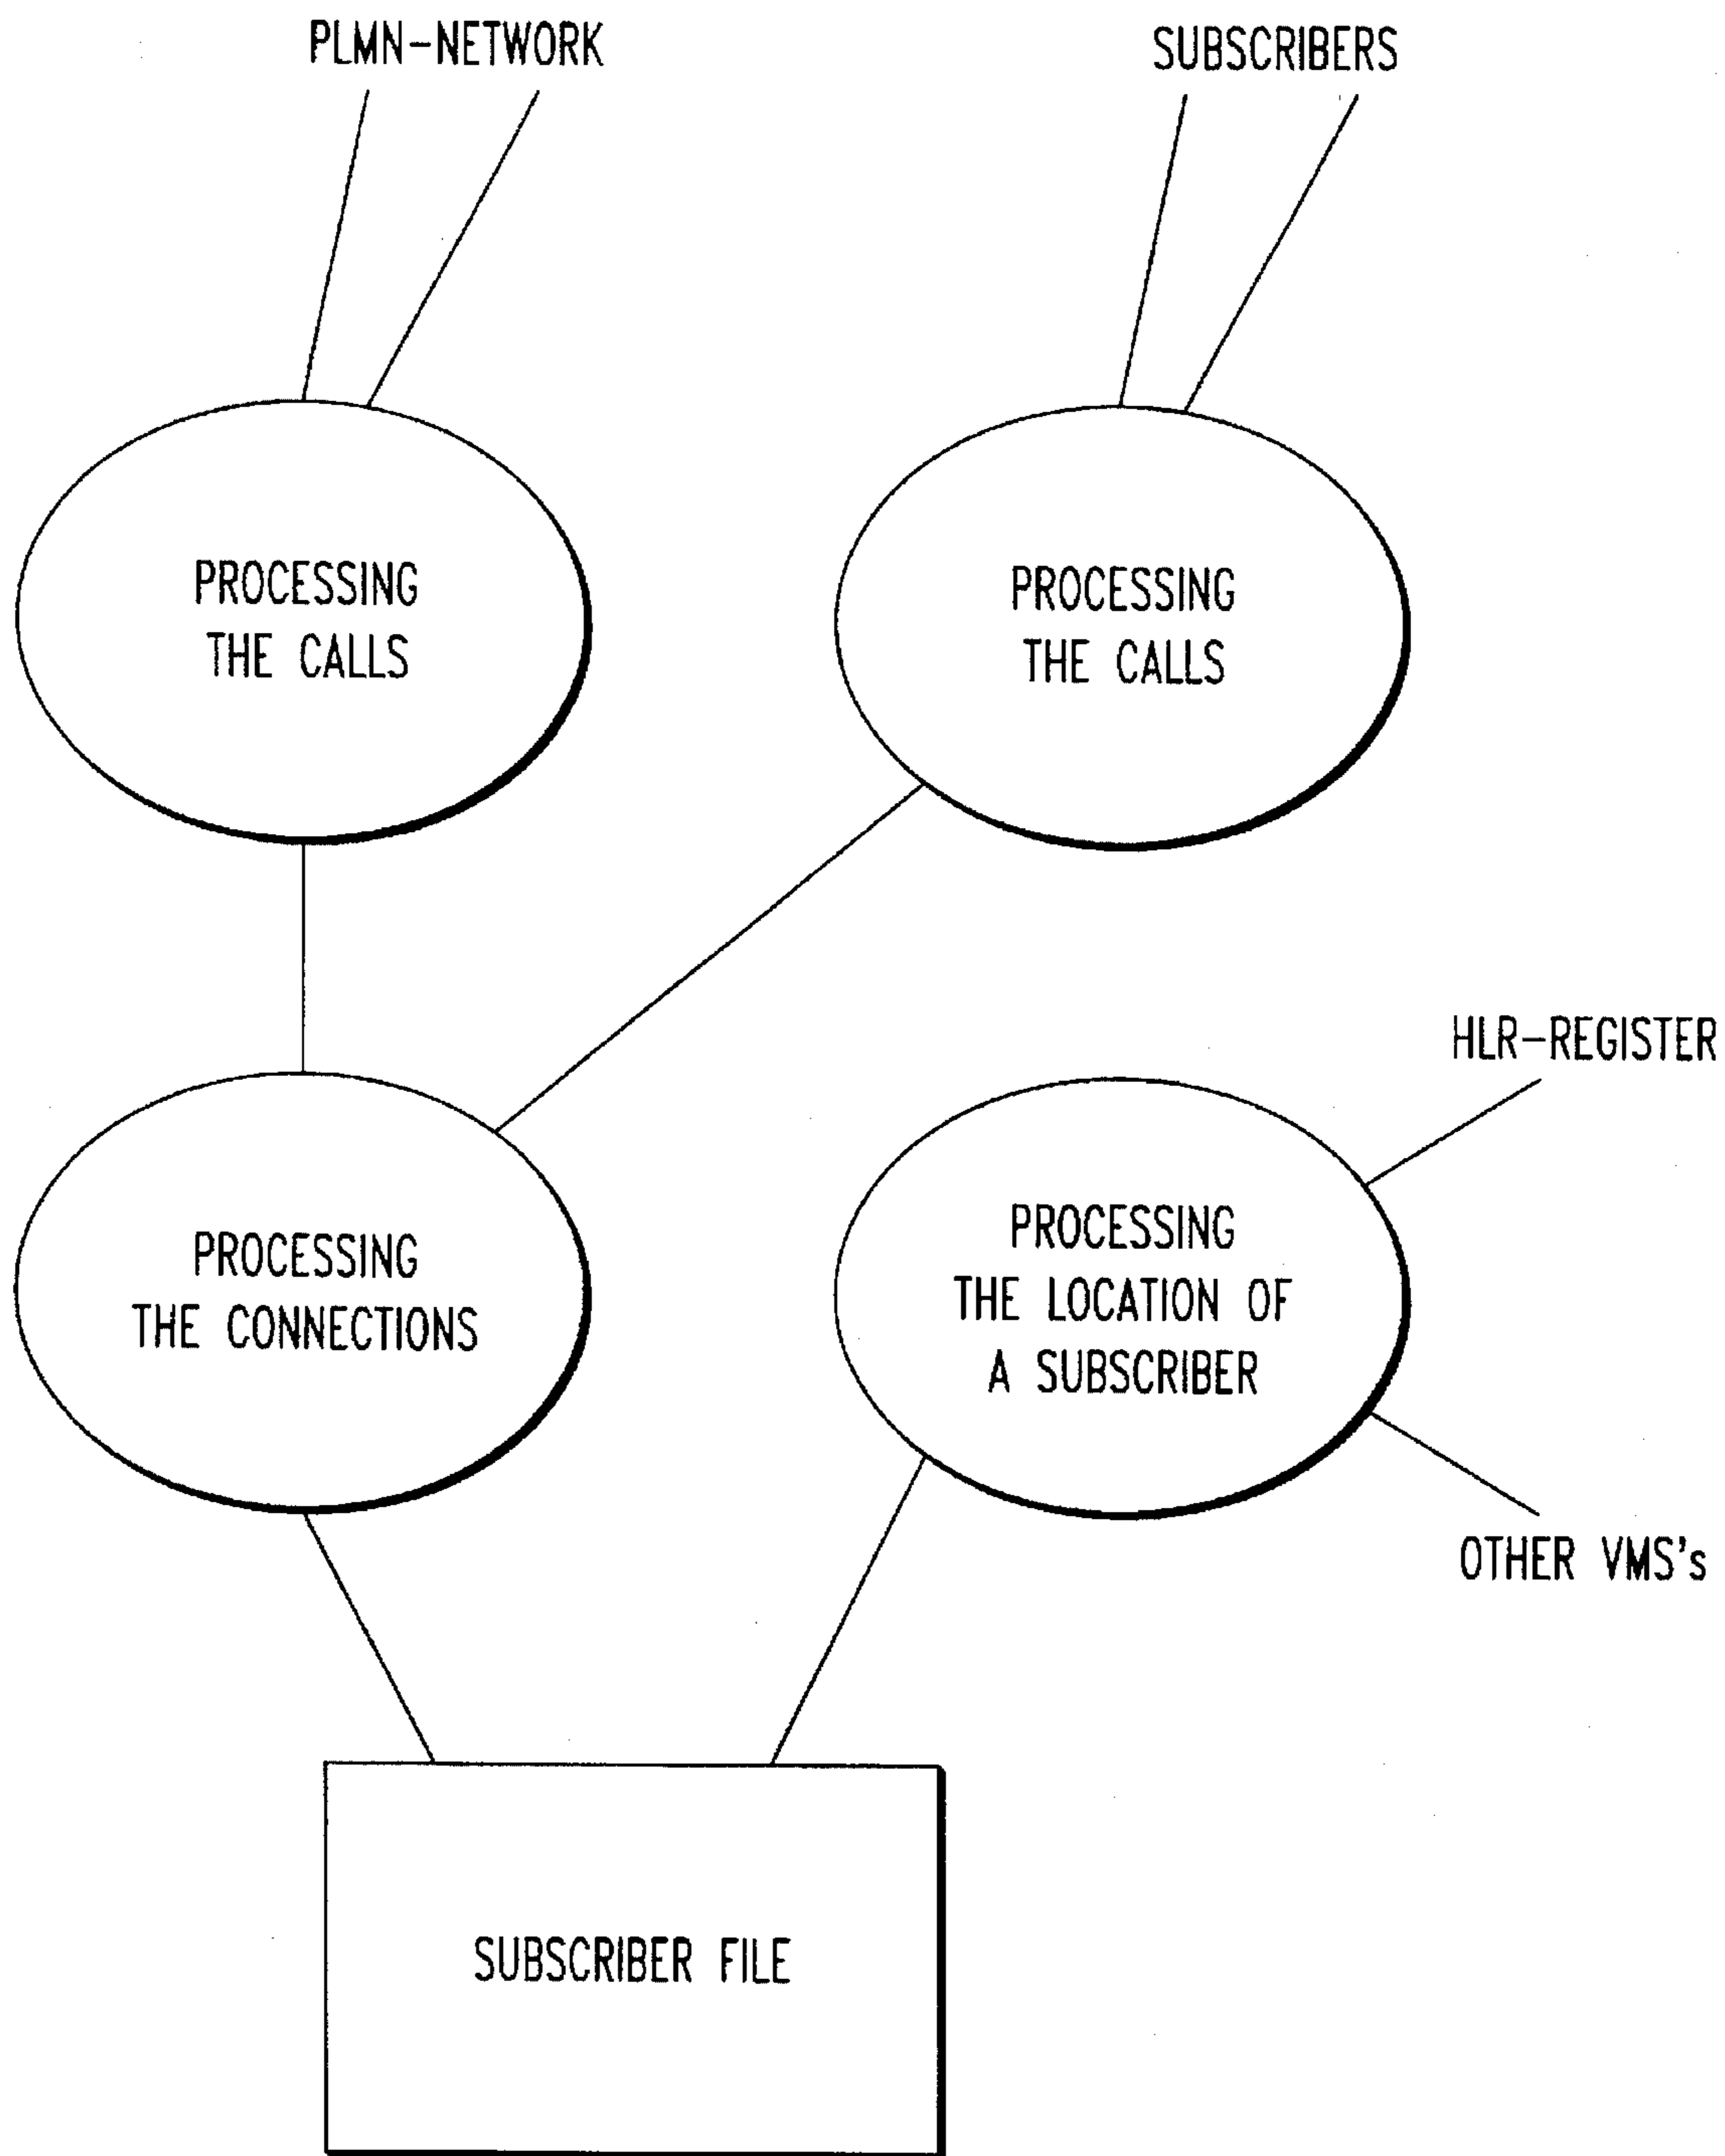 PLMN-NETWORK
SUBSCRIBERS
PROCESSING
THE CALLS
PROCESSING
THE CALLS
HLR-REGISTER
PROCESSING
THE CONNECTIONS
PROCESSING
THE LOCATION OF
A SUBSCRIBER
OTHER VMS's
SUBSCRIBER FILE